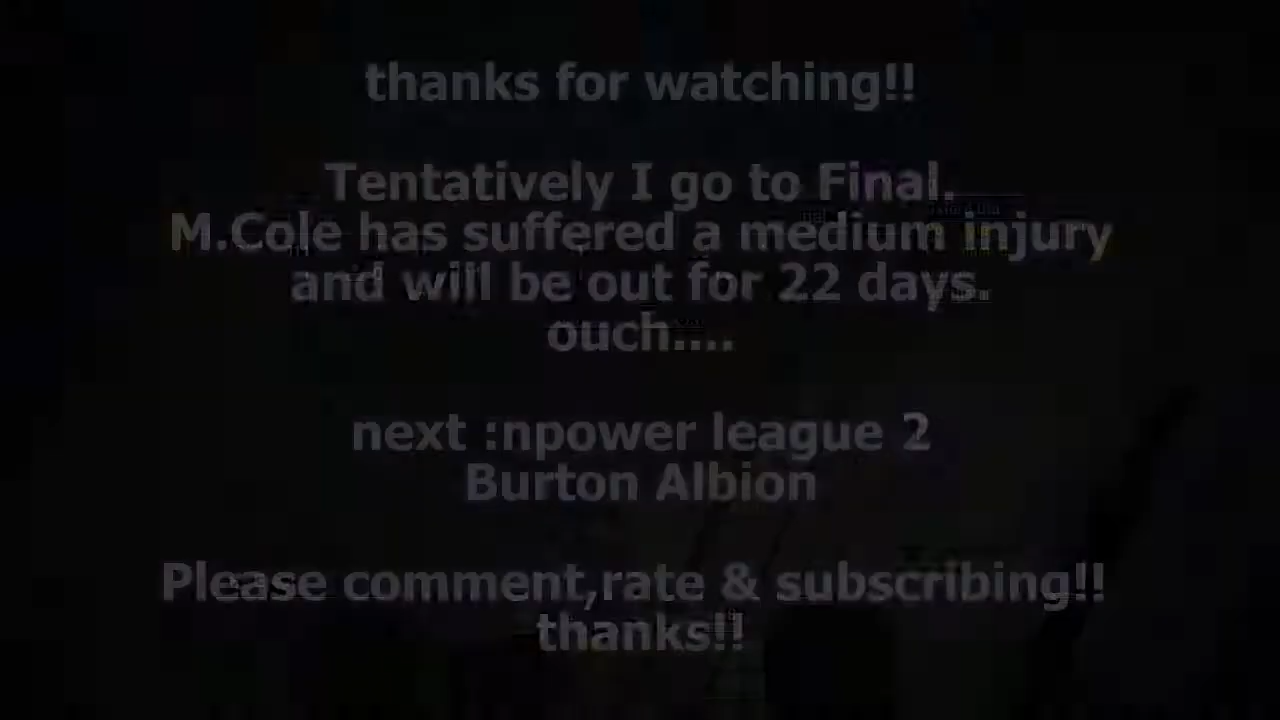 thanks for watching!!
Tentatively I go to Final.
M.Cole has suffered a medium injury
and will be out for 22 days.
ouch....
next :npower league 2
Burton Albion
Please comment,rate & subscribing!!
thanks!!